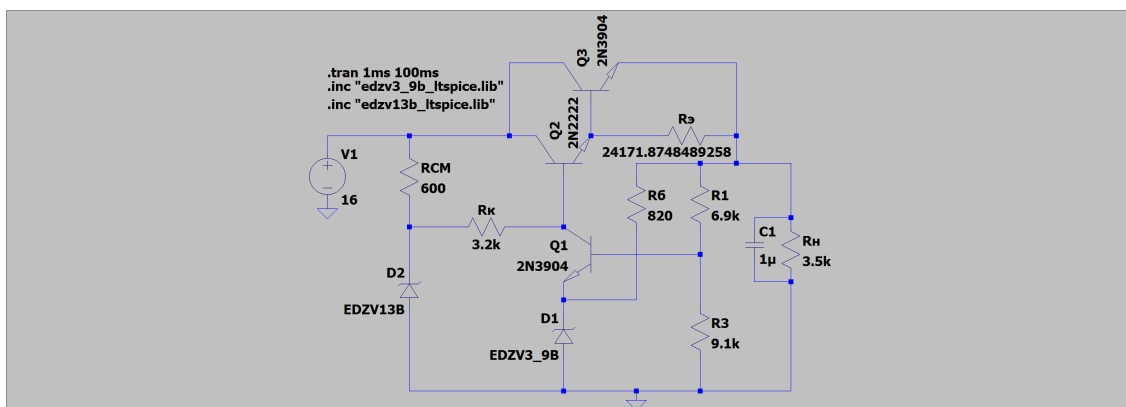 .tran 1ms 100ms
.inc "edzv3_9b_ltspice.lib"
.inc "edzv13b_ltspice.lib"
Q3
2N3904
Q2
2N2222
Rэ
24171.8748489258
V1
16
RCM
600
Rк
3.2k
Rб
820
R1
6.9k
C1
1µ
Rн
3.5k
Q1
2N3904
D2
EDZV13B
D1
EDZV3_9B
R3
9.1k